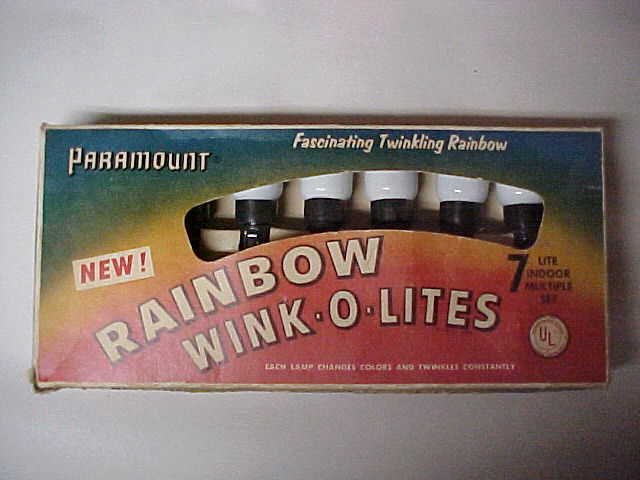 Fascinating Twinkling Rainbow
PARAMOUNT®
NEW!
RAINBOW
WINK·O·LITES
7 LITE
INDOOR
MULTIPLE
SET
UL
EACH LAMP CHANGES COLORS AND TWINKLES CONSTANTLY